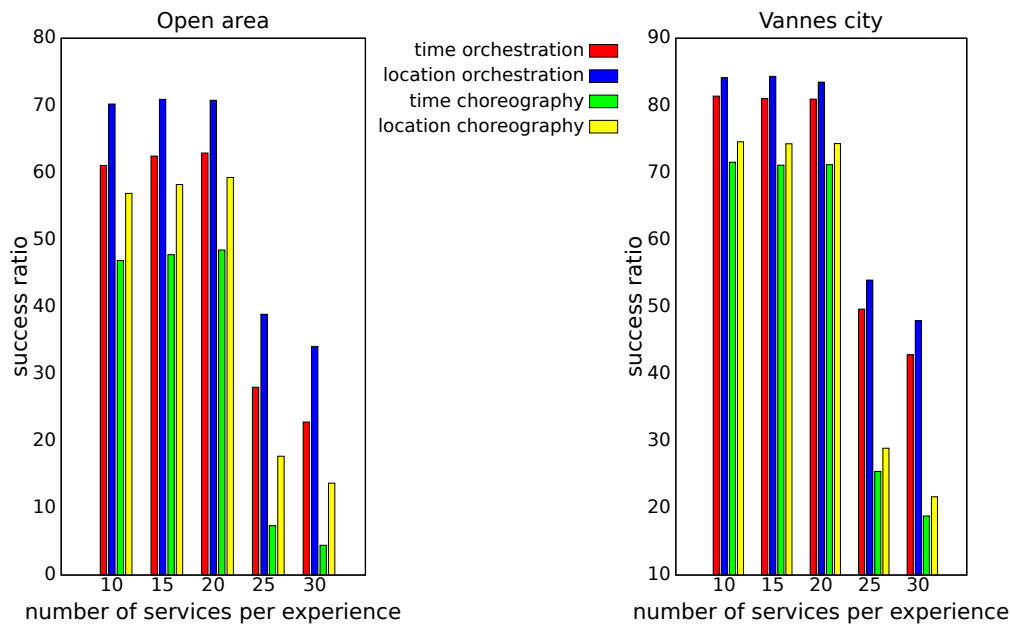 Open area
80
70
60
50
40
30
20
10
0
success ratio
10 15 20 25 30
number of services per experience
time orchestration
location orchestration
time choreography
location choreography
Vannes city
90
80
70
60
50
40
30
20
10
success ratio
10 15 20 25 30
number of services per experience